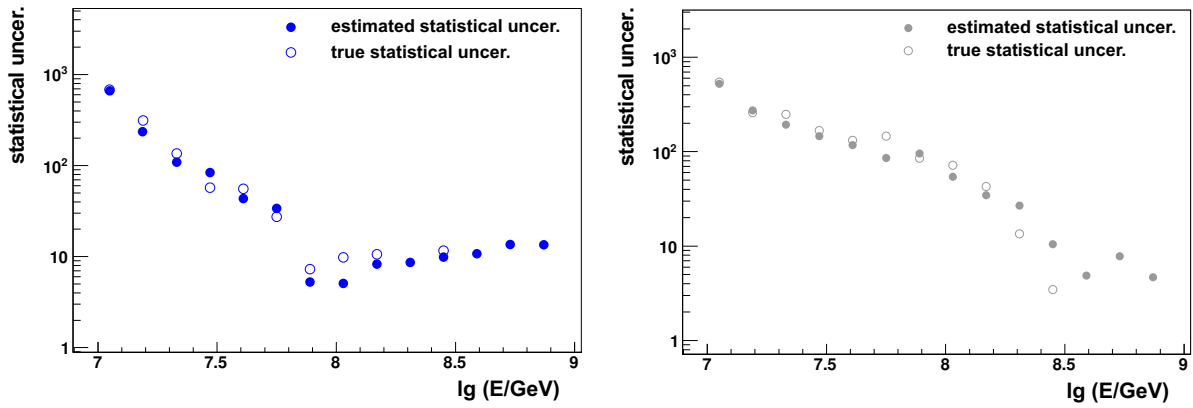 statistical uncer.
estimated statistical uncer.
true statistical uncer.
10³
10²
10
1
7
7.5
8
8.5
9
lg (E/GeV)
statistical uncer.
estimated statistical uncer.
true statistical uncer.
10³
10²
10
1
7
7.5
8
8.5
9
lg (E/GeV)